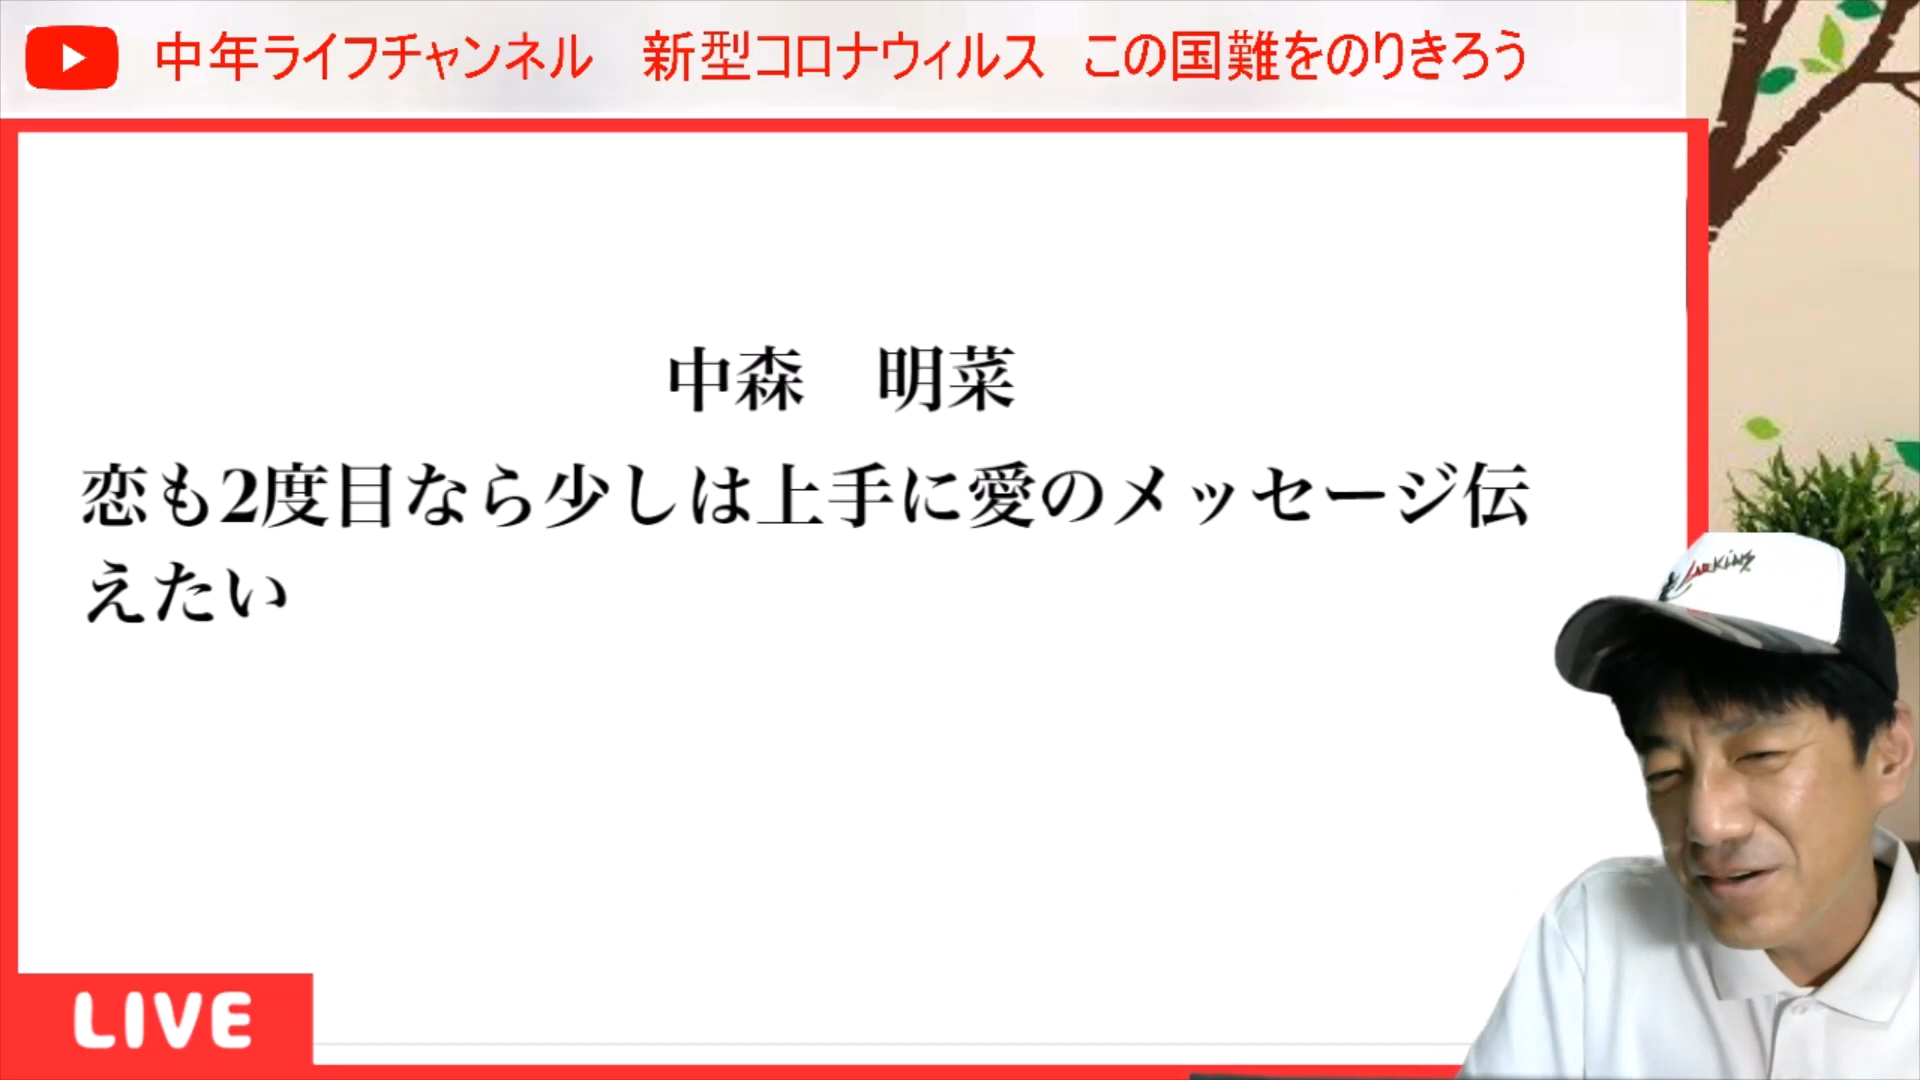 中年ライフチャンネル　新型コロナウィルス　この国難をのりきろう
中森　明菜
恋も2度目なら少しは上手に愛のメッセージ伝
えたい
LIVE